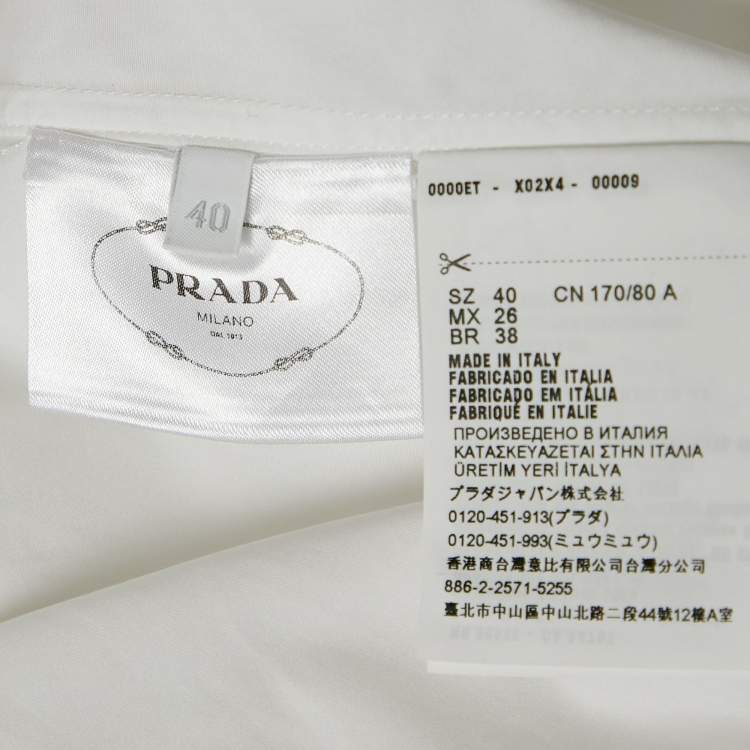 40
PRADA
MILANO
DAL 1913
0000ET - X02X4 - 00009
SZ 40 CN 170/80 A
MX 26
BR 38
MADE IN ITALY
FABRICADO EN ITALIA
FABRICADO EM ITÁLIA
FABRIQUÉ EN ITALIE
ПРОИЗВЕДЕНО В ИТАЛИЯ
ΚΑΤΑΣΚΕΥΑΖΕΤΑΙ ΣΤΗΝ ΙΤΑΛΙΑ
ÜRETİM YERİ İTALYA
プラダジャパン株式会社
0120-451-913(プラダ)
0120-451-993(ミュウミュウ)
香港商台灣意比有限公司台灣分公司
886-2-2571-5255
臺北市中山區中山北路二段44號12樓A室